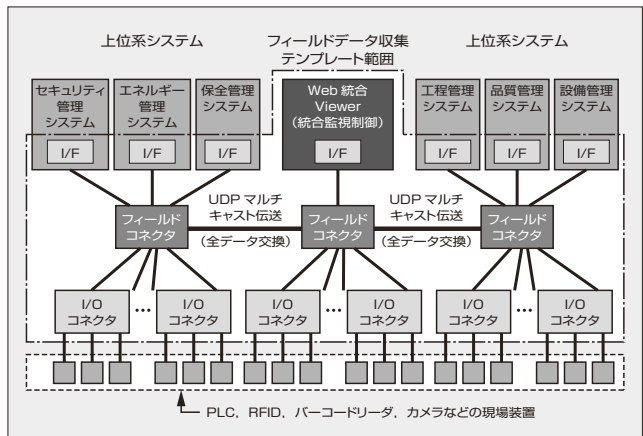 上位系システム
フィールドデータ収集
テンプレート範囲
上位系システム
セキュリティ
管理
システム
I/F
エネルギー
管理
システム
I/F
保全管理
システム
I/F
Web 統合
Viewer
(統合監視制御)
I/F
工程管理
システム
I/F
品質管理
システム
I/F
設備管理
システム
I/F
フィールド
コネクタ
UDP マルチ
キャスト伝送
(全データ交換)
フィールド
コネクタ
UDP マルチ
キャスト伝送
(全データ交換)
フィールド
コネクタ
I/O
コネクタ
…
I/O
コネクタ
I/O
コネクタ
…
I/O
コネクタ
I/O
コネクタ
…
I/O
コネクタ
PLC，RFID，バーコードリーダ，カメラなどの現場装置